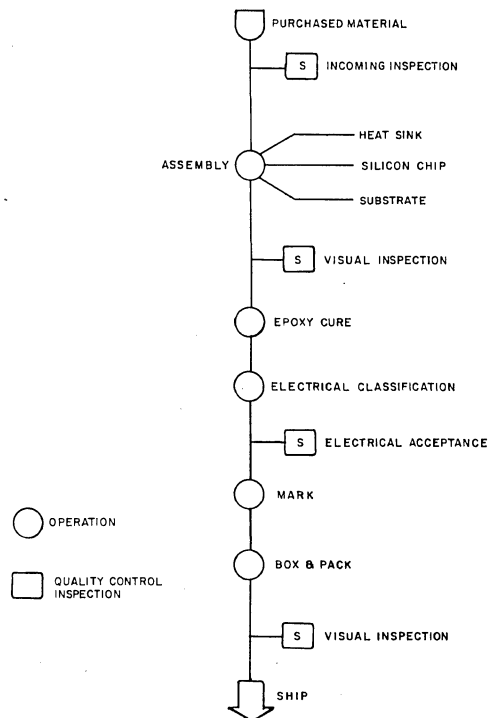 PURCHASED MATERIAL
S INCOMING INSPECTION
HEAT SINK
ASSEMBLY
SILICON CHIP
SUBSTRATE
S VISUAL INSPECTION
EPOXY CURE
ELECTRICAL CLASSIFICATION
S ELECTRICAL ACCEPTANCE
MARK
OPERATION
BOX & PACK
QUALITY CONTROL
INSPECTION
S VISUAL INSPECTION
SHIP